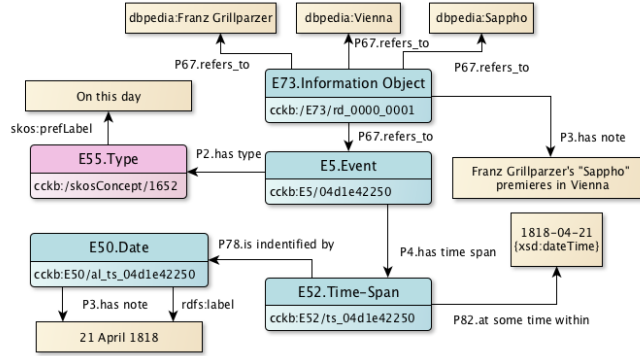 dbpedia:Franz Grillparzer
dbpedia:Vienna
dbpedia:Sappho
P67.refers_to
P67.refers_to
P67.refers_to
E73.Information Object
cckb:/E73/rd_0000_0001
On this day
skos:prefLabel
P67.refers_to
P3.has note
E55.Type
cckb:/skosConcept/1652
P2.has type
E5.Event
cckb:E5/04d1e42250
Franz Grillparzer's "Sappho"
premieres in Vienna
1818-04-21
{xsd:dateTime}
E50.Date
cckb:E50/al_ts_04d1e42250
P78.is indentified by
P4.has time span
E52.Time-Span
cckb:E52/ts_04d1e42250
P3.has note
rdfs:label
P82.at some time within
21 April 1818